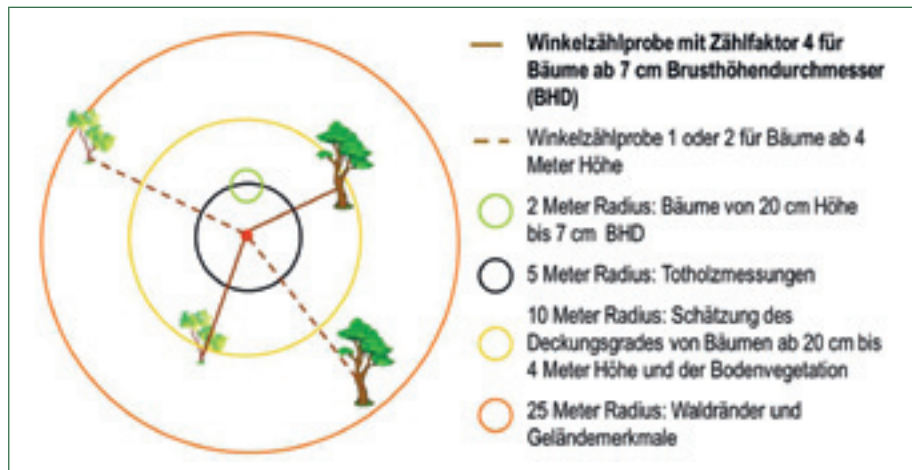 Winkelzählprobe mit Zählfaktor 4 für
Bäume ab 7 cm Brusthöhendurchmesser
(BHD)
Winkelzählprobe 1 oder 2 für Bäume ab 4
Meter Höhe
2 Meter Radius: Bäume von 20 cm Höhe
bis 7 cm BHD
5 Meter Radius: Totholzmessungen
10 Meter Radius: Schätzung des
Deckungsgrades von Bäumen ab 20 cm bis
4 Meter Höhe und der Bodenvegetation
25 Meter Radius: Waldränder und
Geländemerkmale